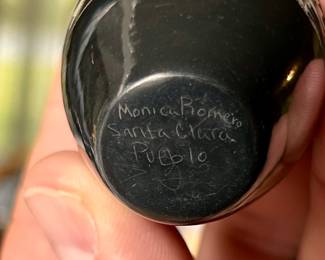 Monica Romero
Santa Clara
Pueblo